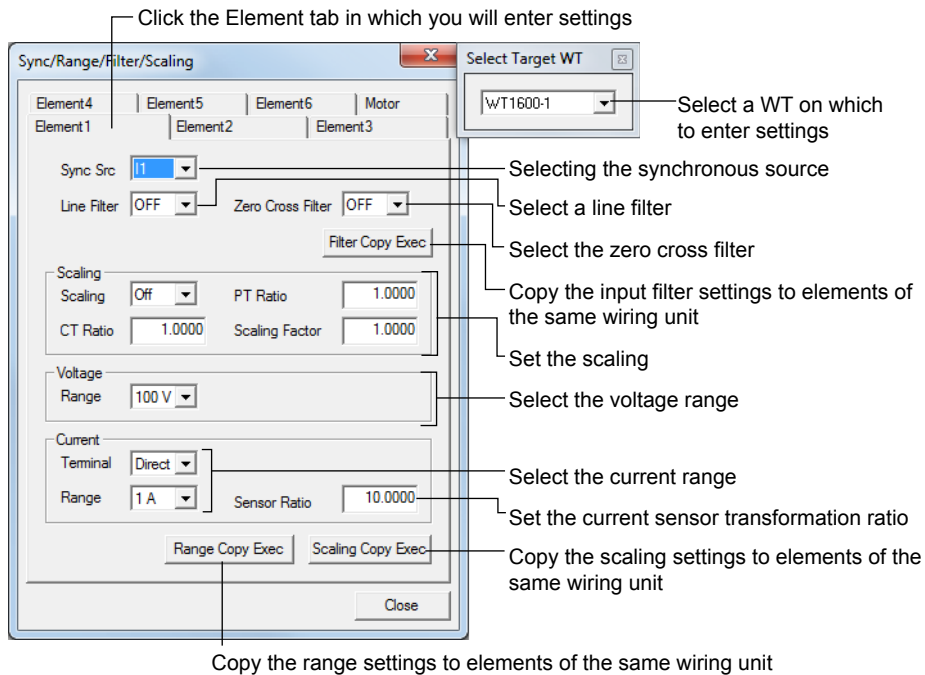 Click the Element tab in which you will enter settings
Sync/Range/Filter/Scaling
Select Target WT
WT1600-1
Select a WT on which
to enter settings
Element4 Element5 Element6 Motor
Element1 Element2 Element3
Sync Src I1
Selecting the synchronous source
Line Filter OFF Zero Cross Filter OFF
Select a line filter
Filter Copy Exec
Select the zero cross filter
Scaling
Scaling Off PT Ratio 1.0000
Copy the input filter settings to elements of
the same wiring unit
CT Ratio 1.0000 Scaling Factor 1.0000
Set the scaling
Voltage
Range 100 V
Select the voltage range
Current
Terminal Direct
Select the current range
Range 1 A Sensor Ratio 10.0000
Set the current sensor transformation ratio
Range Copy Exec Scaling Copy Exec
Copy the scaling settings to elements of the
same wiring unit
Close
Copy the range settings to elements of the same wiring unit